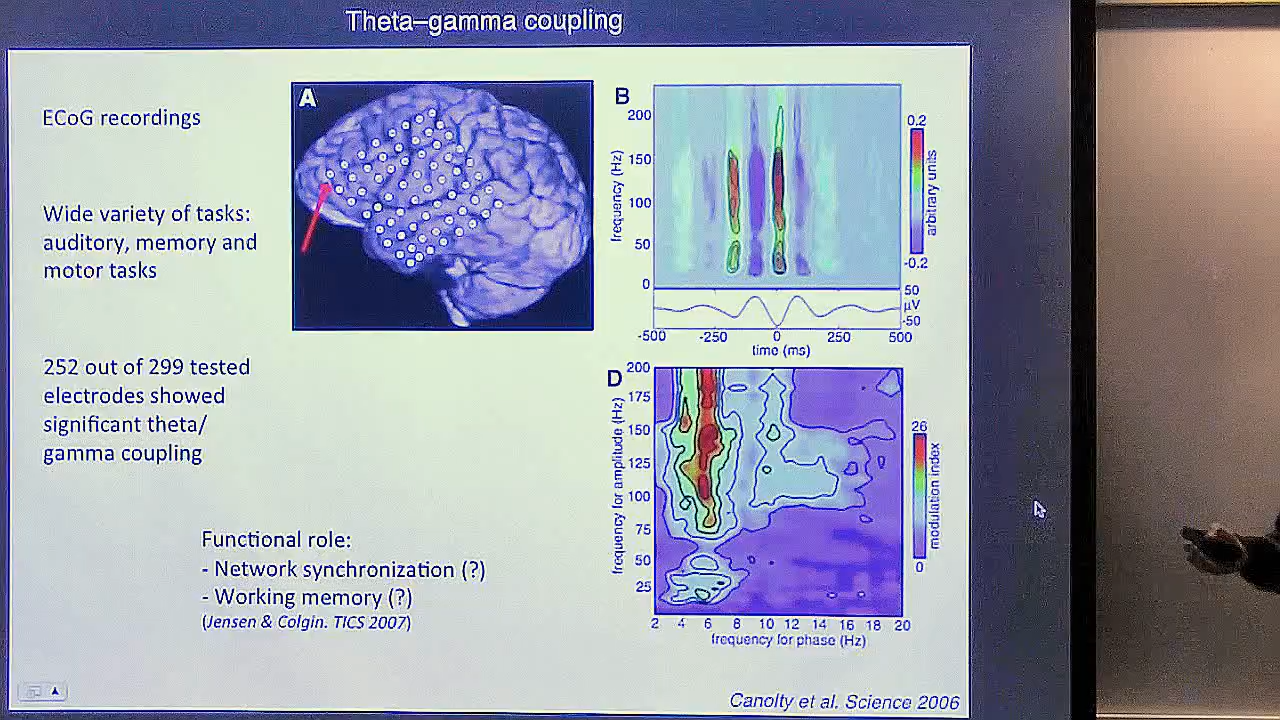 Theta–gamma coupling
ECoG recordings
Wide variety of tasks:
auditory, memory and
motor tasks
252 out of 299 tested
electrodes showed
significant theta/
gamma coupling
Functional role:
- Network synchronization (?)
- Working memory (?)
(Jensen & Colgin. TICS 2007)
A
B
frequency (Hz)
200
150
100
50
0
0.2
-0.2
arbitrary units
50
µV
-50
-500
-250
0
250
500
time (ms)
D
frequency for amplitude (Hz)
200
175
150
125
100
75
50
25
26
0
modulation index
2 4 6 8 10 12 14 16 18 20
frequency for phase (Hz)
Canolty et al. Science 2006